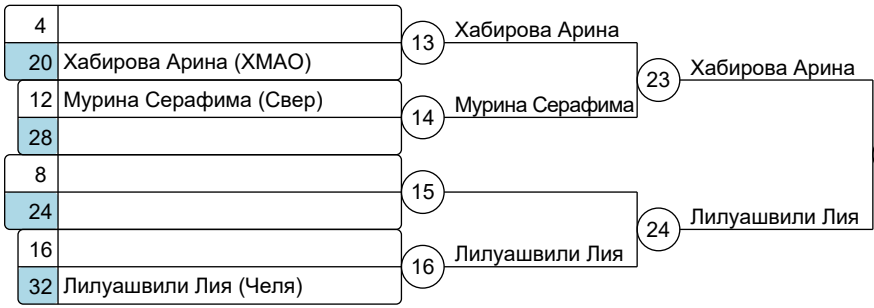 4
13
Хабирова Арина
20 Хабирова Арина (ХМАО)
23
Хабирова Арина
12 Мурина Серафима (Свер)
14
Мурина Серафима
28
8
15
24
24
Лилуашвили Лия
16
16
Лилуашвили Лия
32 Лилуашвили Лия (Челя)